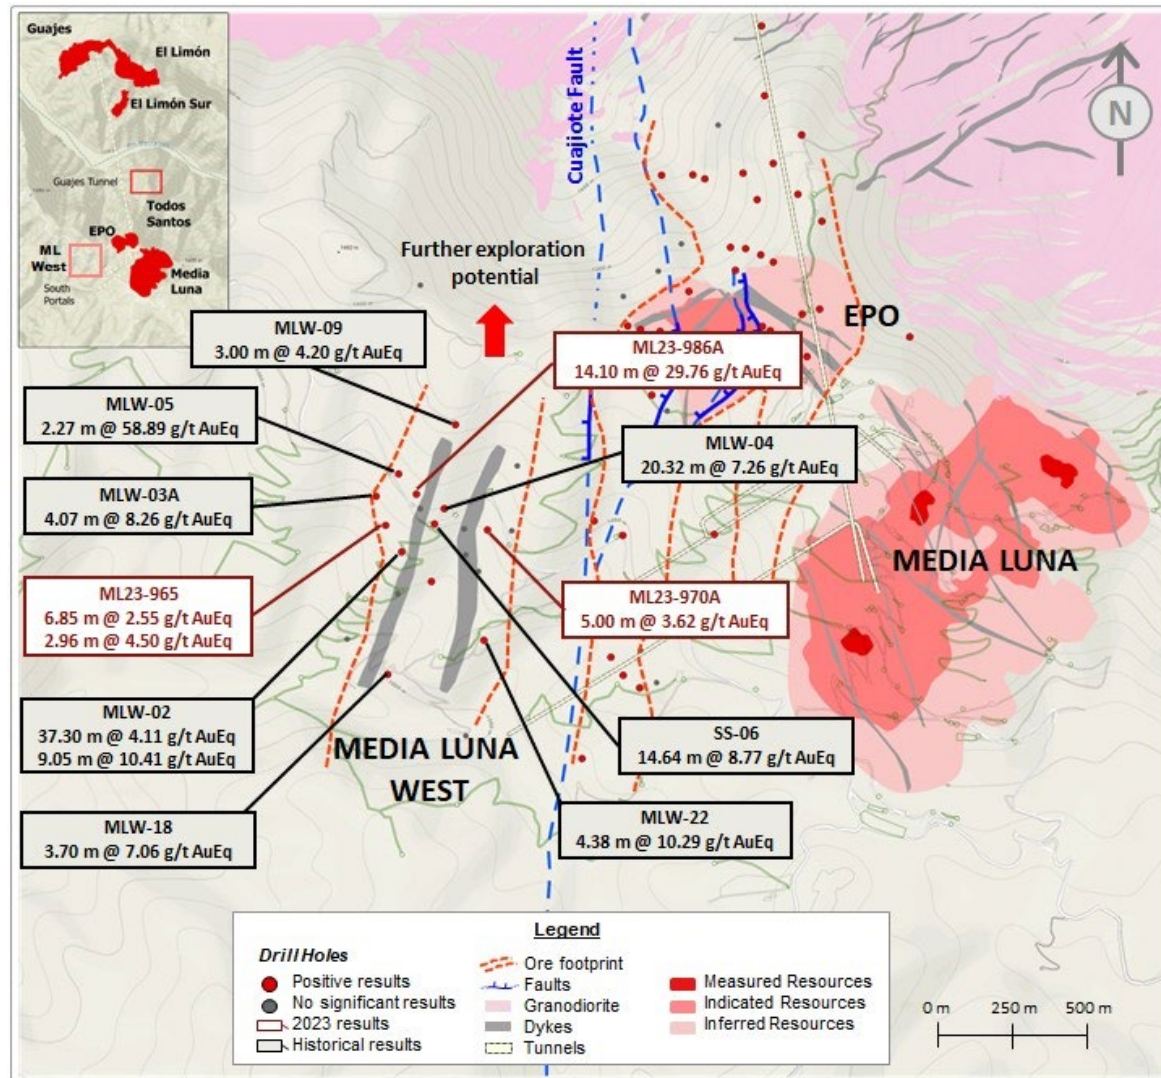 Guajes
El Limón
El Limón Sur
Guajes Tunnel
Todos
Santos
EPO
ML
West
Media
Luna
South
Portals
Cuajiote Fault
N
Further exploration
potential
EPO
MLW-09
3.00 m @ 4.20 g/t AuEq
ML23-986A
14.10 m @ 29.76 g/t AuEq
MLW-05
2.27 m @ 58.89 g/t AuEq
MLW-04
20.32 m @ 7.26 g/t AuEq
MLW-03A
4.07 m @ 8.26 g/t AuEq
MEDIA LUNA
ML23-965
6.85 m @ 2.55 g/t AuEq
2.96 m @ 4.50 g/t AuEq
ML23-970A
5.00 m @ 3.62 g/t AuEq
MLW-02
37.30 m @ 4.11 g/t AuEq
9.05 m @ 10.41 g/t AuEq
SS-06
14.64 m @ 8.77 g/t AuEq
MEDIA LUNA
WEST
MLW-18
3.70 m @ 7.06 g/t AuEq
MLW-22
4.38 m @ 10.29 g/t AuEq
Legend
Drill Holes
Positive results
No significant results
2023 results
Historical results
Ore footprint
Faults
Granodiorite
Dykes
Tunnels
Measured Resources
Indicated Resources
Inferred Resources
0 m 250 m 500 m